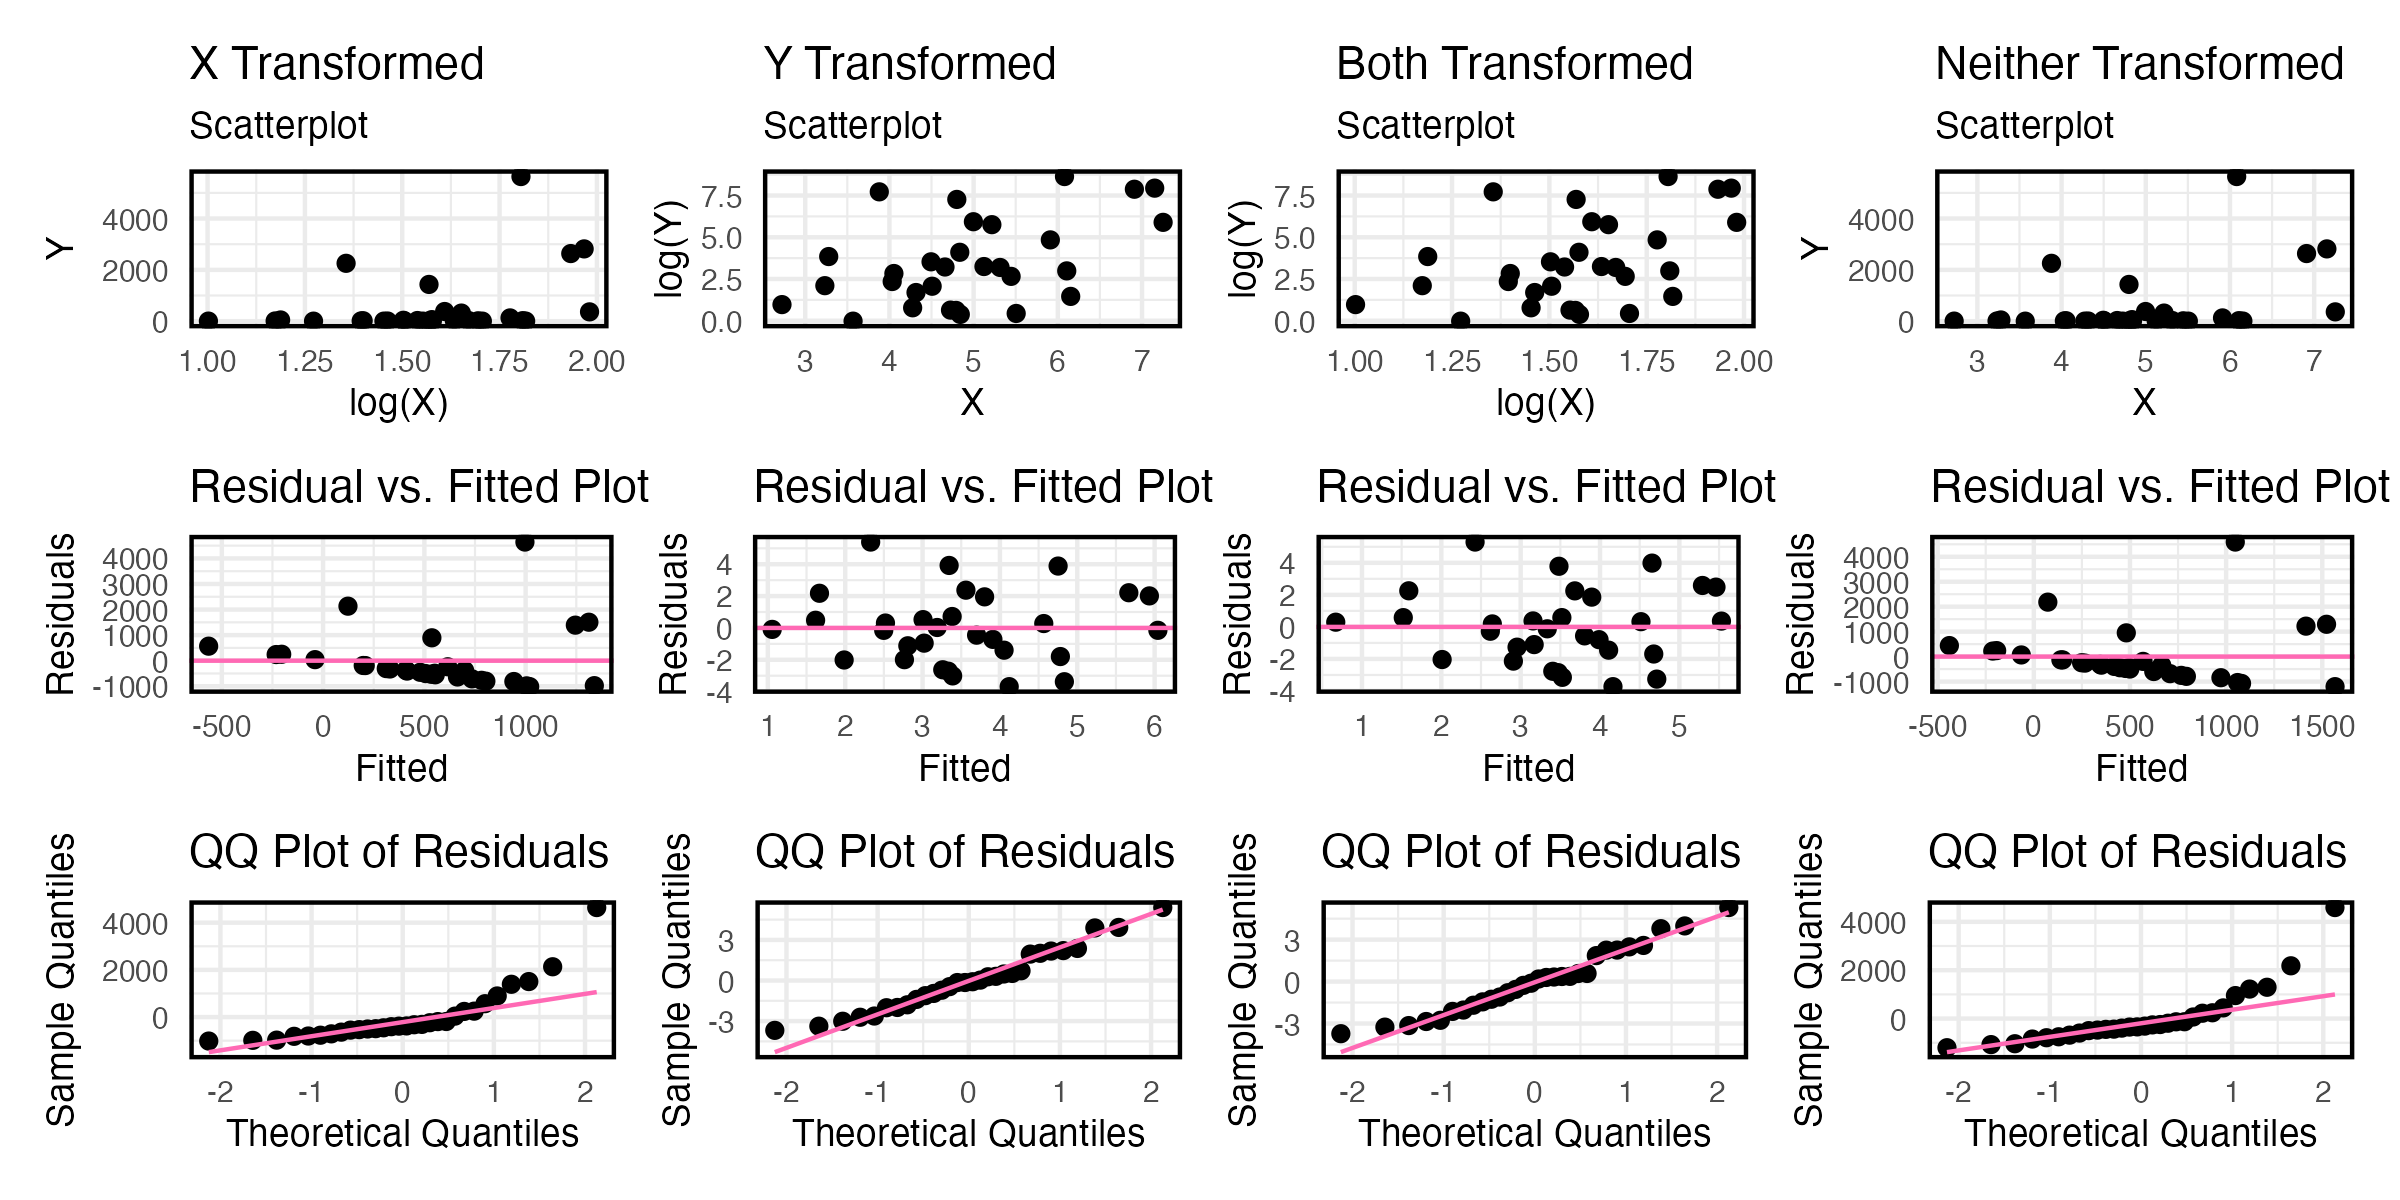 X Transformed
Scatterplot
Y
4000
2000
0
1.00 1.25 1.50 1.75 2.00
log(X)
Y Transformed
Scatterplot
log(Y)
7.5
5.0
2.5
0.0
3 4 5 6 7
X
Both Transformed
Scatterplot
log(Y)
7.5
5.0
2.5
0.0
1.00 1.25 1.50 1.75 2.00
log(X)
Neither Transformed
Scatterplot
Y
4000
2000
0
3 4 5 6 7
X
Residual vs. Fitted Plot
Residuals
4000
3000
2000
1000
0
-1000
-500 0 500 1000
Fitted
Residual vs. Fitted Plot
Residuals
4
2
0
-2
-4
1 2 3 4 5 6
Fitted
Residual vs. Fitted Plot
Residuals
4
2
0
-2
-4
1 2 3 4 5
Fitted
Residual vs. Fitted Plot
Residuals
4000
3000
2000
1000
0
-1000
-500 0 500 1000 1500
Fitted
QQ Plot of Residuals
Sample Quantiles
4000
2000
0
-2 -1 0 1 2
Theoretical Quantiles
QQ Plot of Residuals
Sample Quantiles
3
0
-3
-2 -1 0 1 2
Theoretical Quantiles
QQ Plot of Residuals
Sample Quantiles
3
0
-3
-2 -1 0 1 2
Theoretical Quantiles
QQ Plot of Residuals
Sample Quantiles
4000
2000
0
-2 -1 0 1 2
Theoretical Quantiles